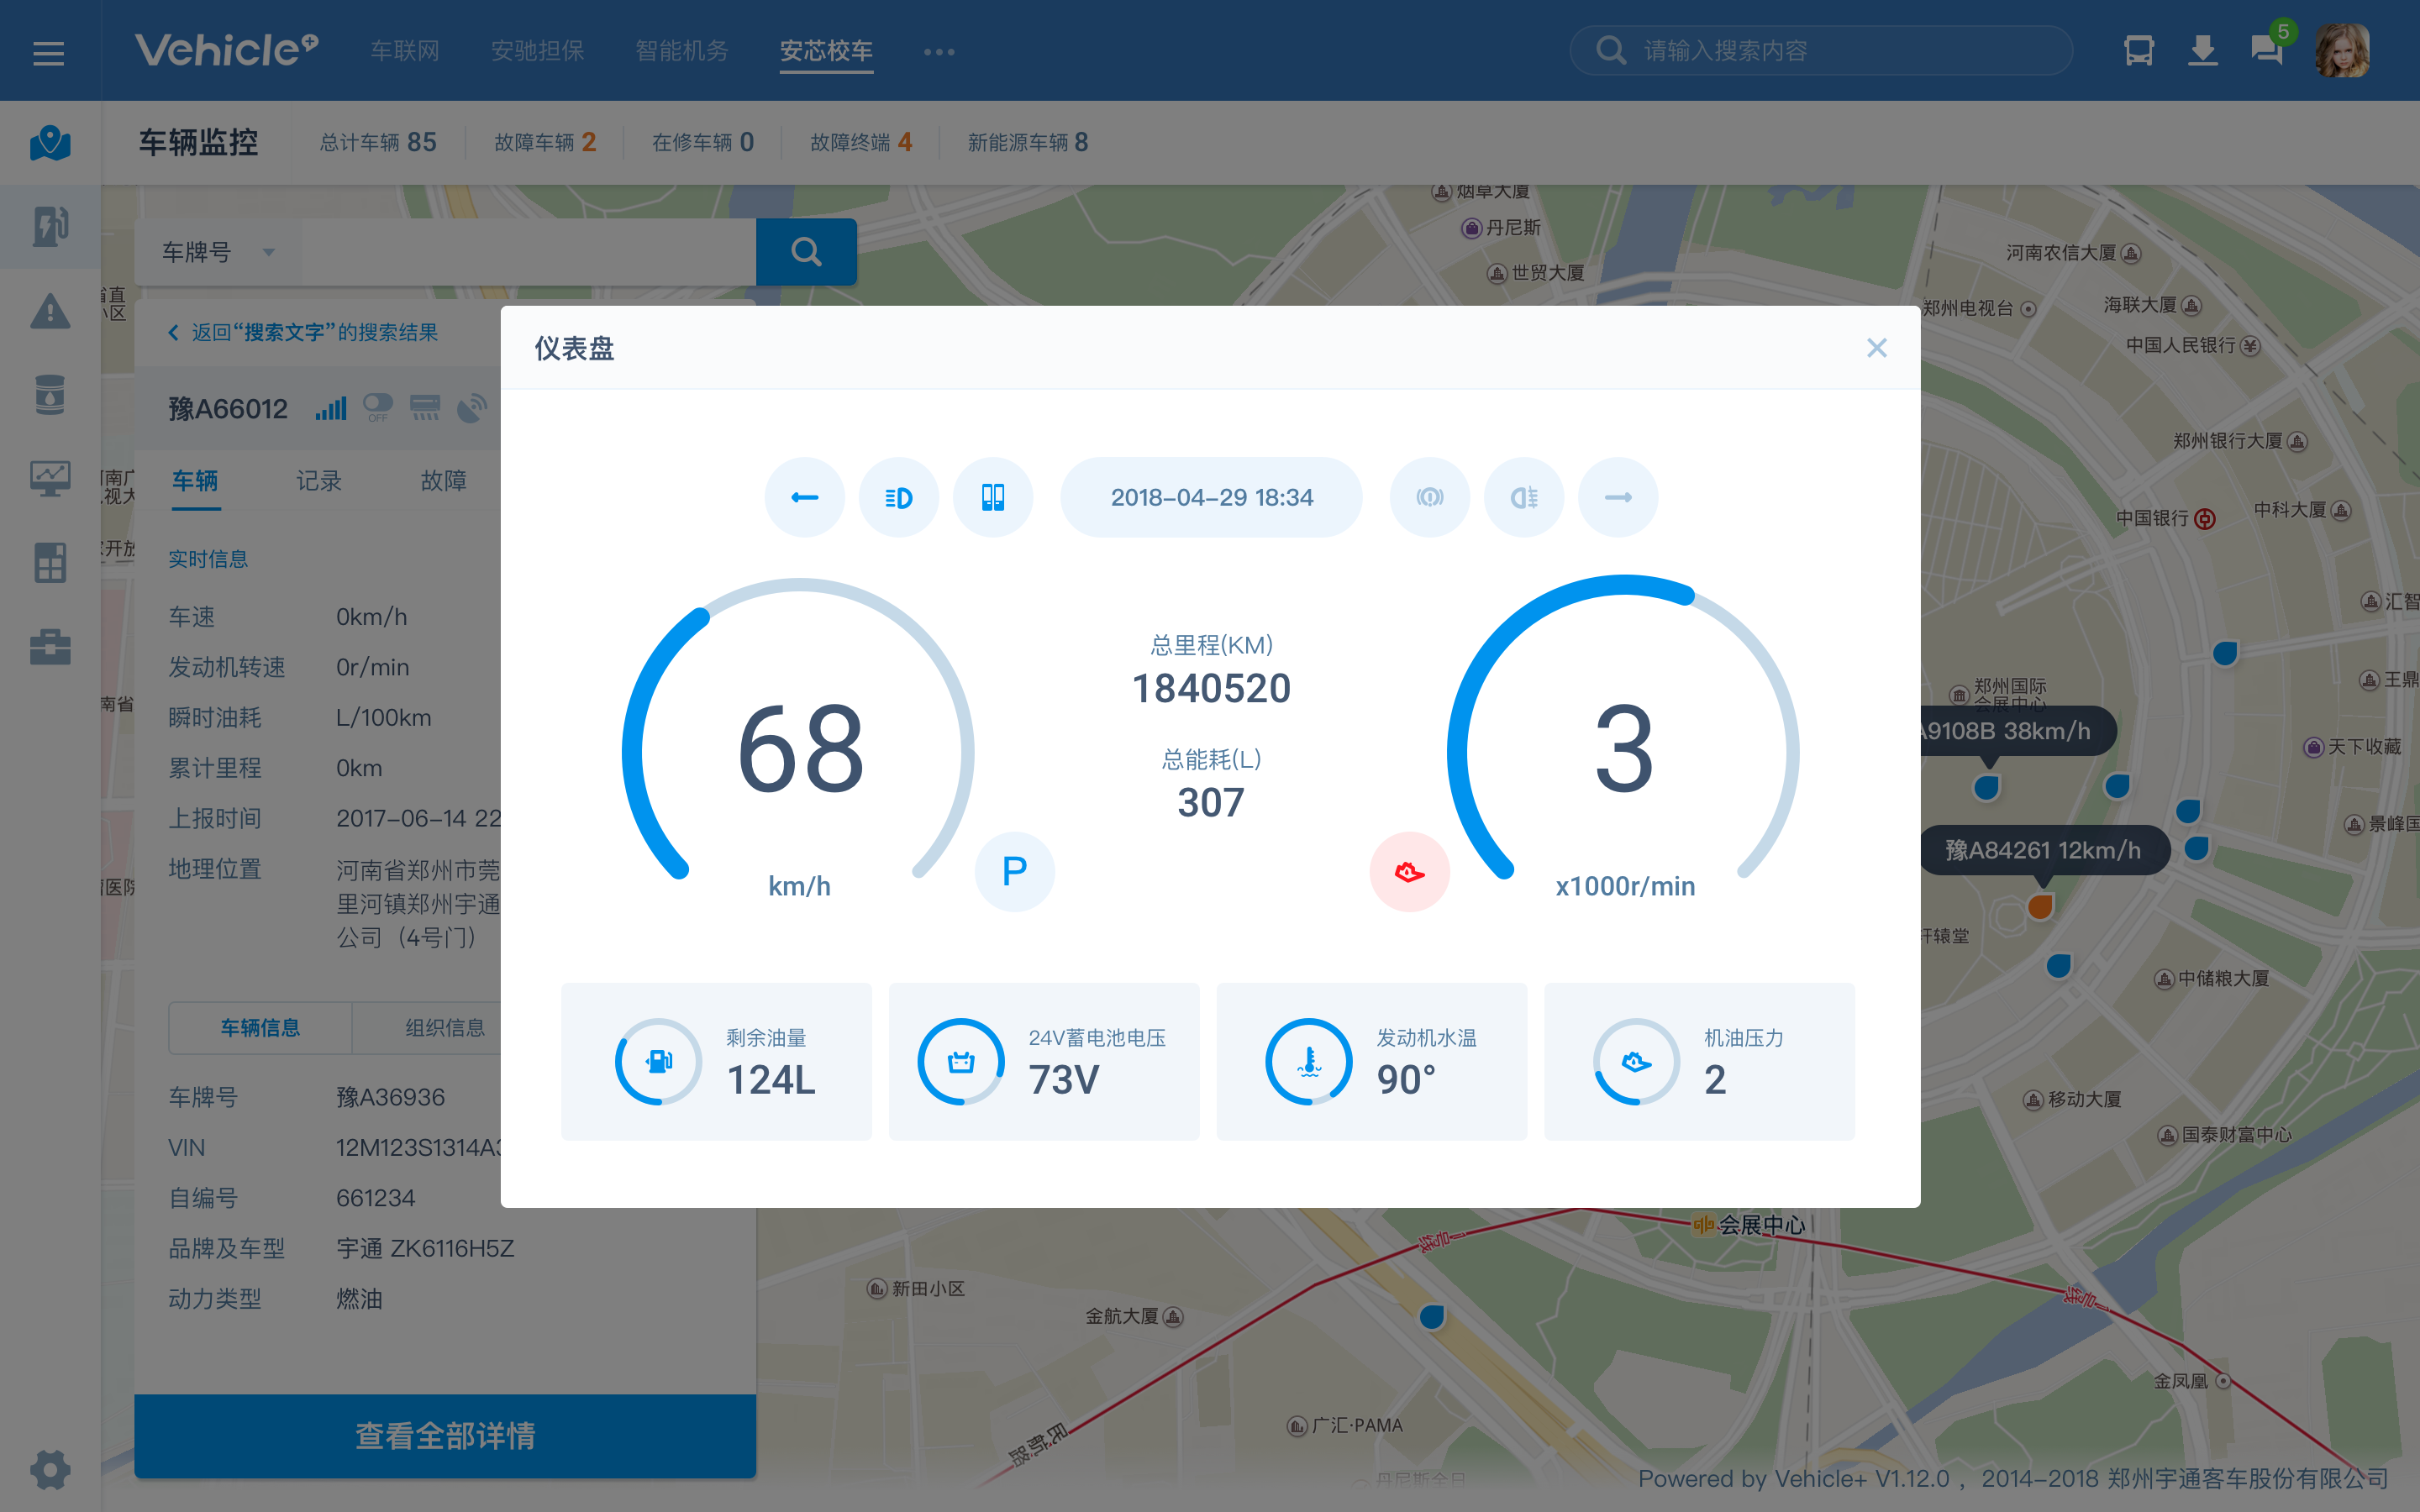 Vehicle+
车联网 安驰担保 智能机务 安芯校车
请输入搜索内容
5
车辆监控 总计车辆 85 故障车辆 2 在修车辆 0 故障终端 4 新能源车辆 8
烟草大厦
丹尼斯
世贸大厦
河南农信大厦
郑州电视台
海联大厦
中国人民银行
郑州银行大厦
中国银行
中科大厦
车牌号
返回“搜索文字”的搜索结果
豫A66012
OFF
车辆 记录 故障
实时信息
车速 0km/h
发动机转速 0r/min
瞬时油耗 L/100km
累计里程 0km
上报时间 2017-06-14 22
地理位置 河南省郑州市莞
里河镇郑州宇通
公司（4号门）
车辆信息 组织信息
车牌号 豫A36936
VIN 12M123S1314A3
自编号 661234
品牌及车型 宇通 ZK6116H5Z
动力类型 燃油
查看全部详情
仪表盘
2018-04-29 18:34
68
km/h
P
总里程(KM)
1840520
总能耗(L)
307
3
x1000r/min
剩余油量
124L
24V蓄电池电压
73V
发动机水温
90°
机油压力
2
汇智
郑州国际
会展中心
王鼎
A9108B 38km/h
天下收藏
景峰国
豫A84261 12km/h
轩辕堂
中储粮大厦
移动大厦
国泰财富中心
会展中心
1号线
1号线
新田小区
金航大厦
金凤凰
广汇·PAMA
民航路
丹尼斯全日
Powered by Vehicle+ V1.12.0 ，2014-2018 郑州宇通客车股份有限公司